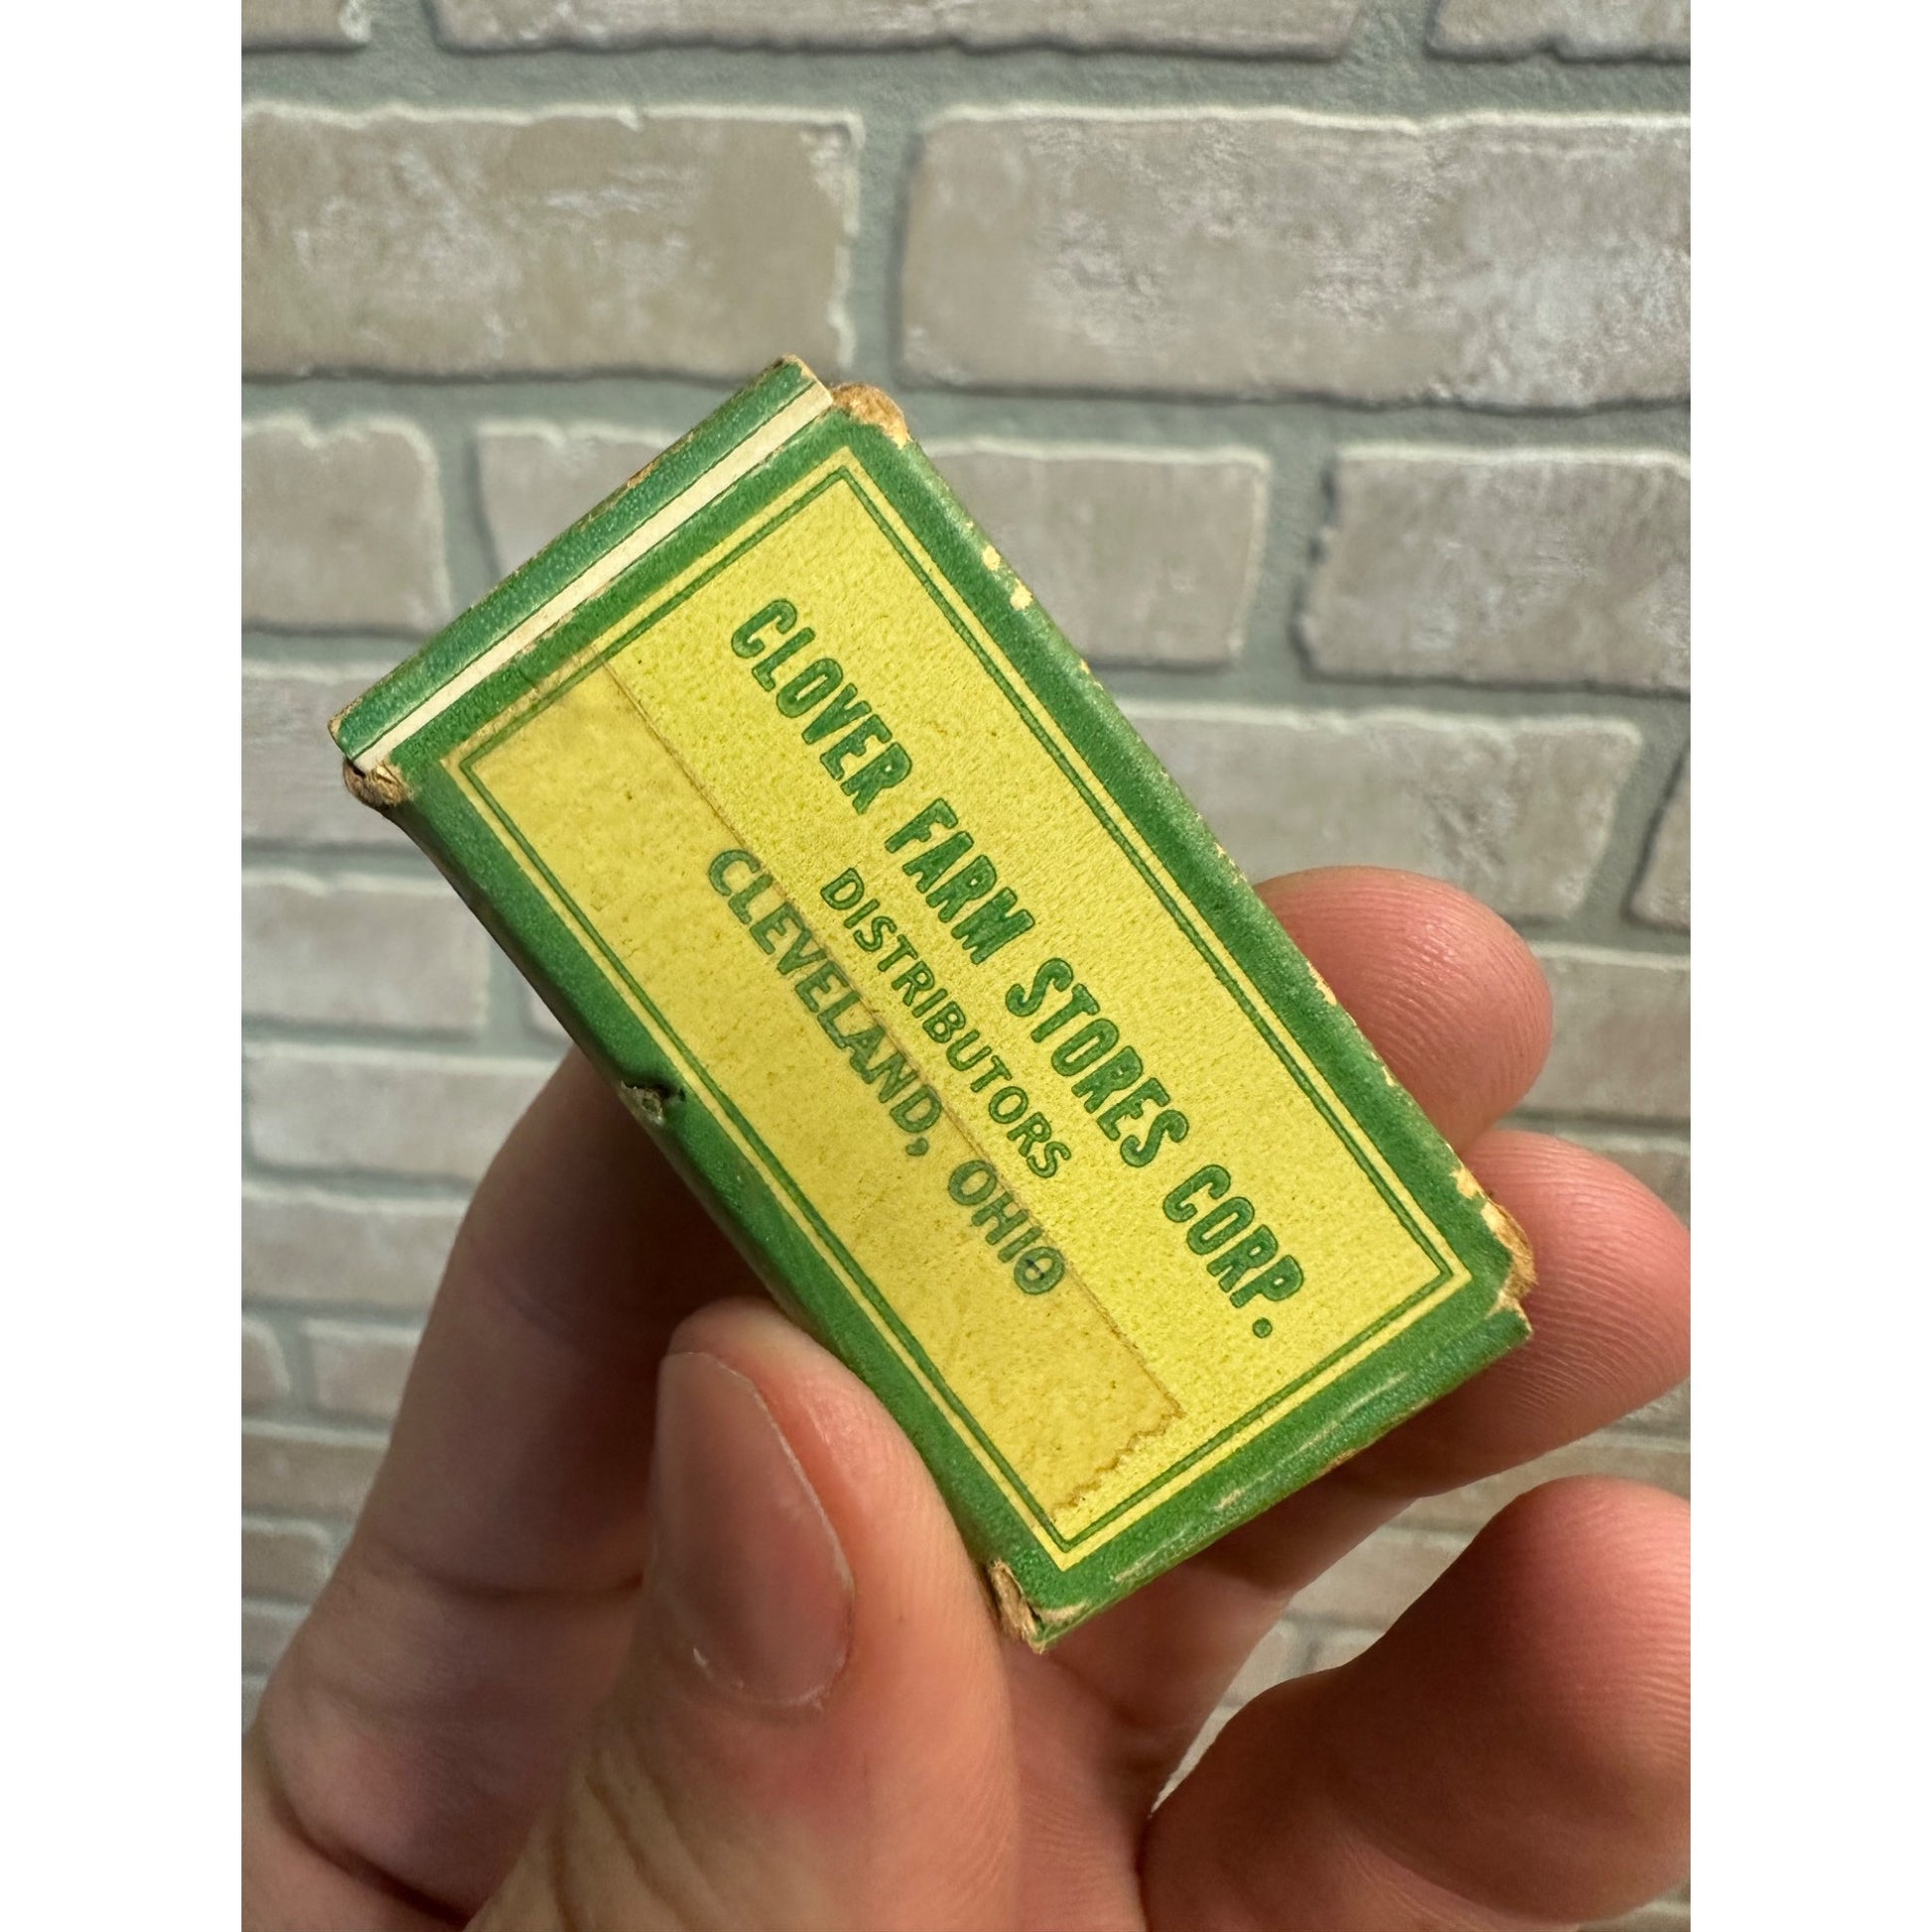 CLOVER FARM STORES CORP.
DISTRIBUTORS
CLEVELAND, OHIO